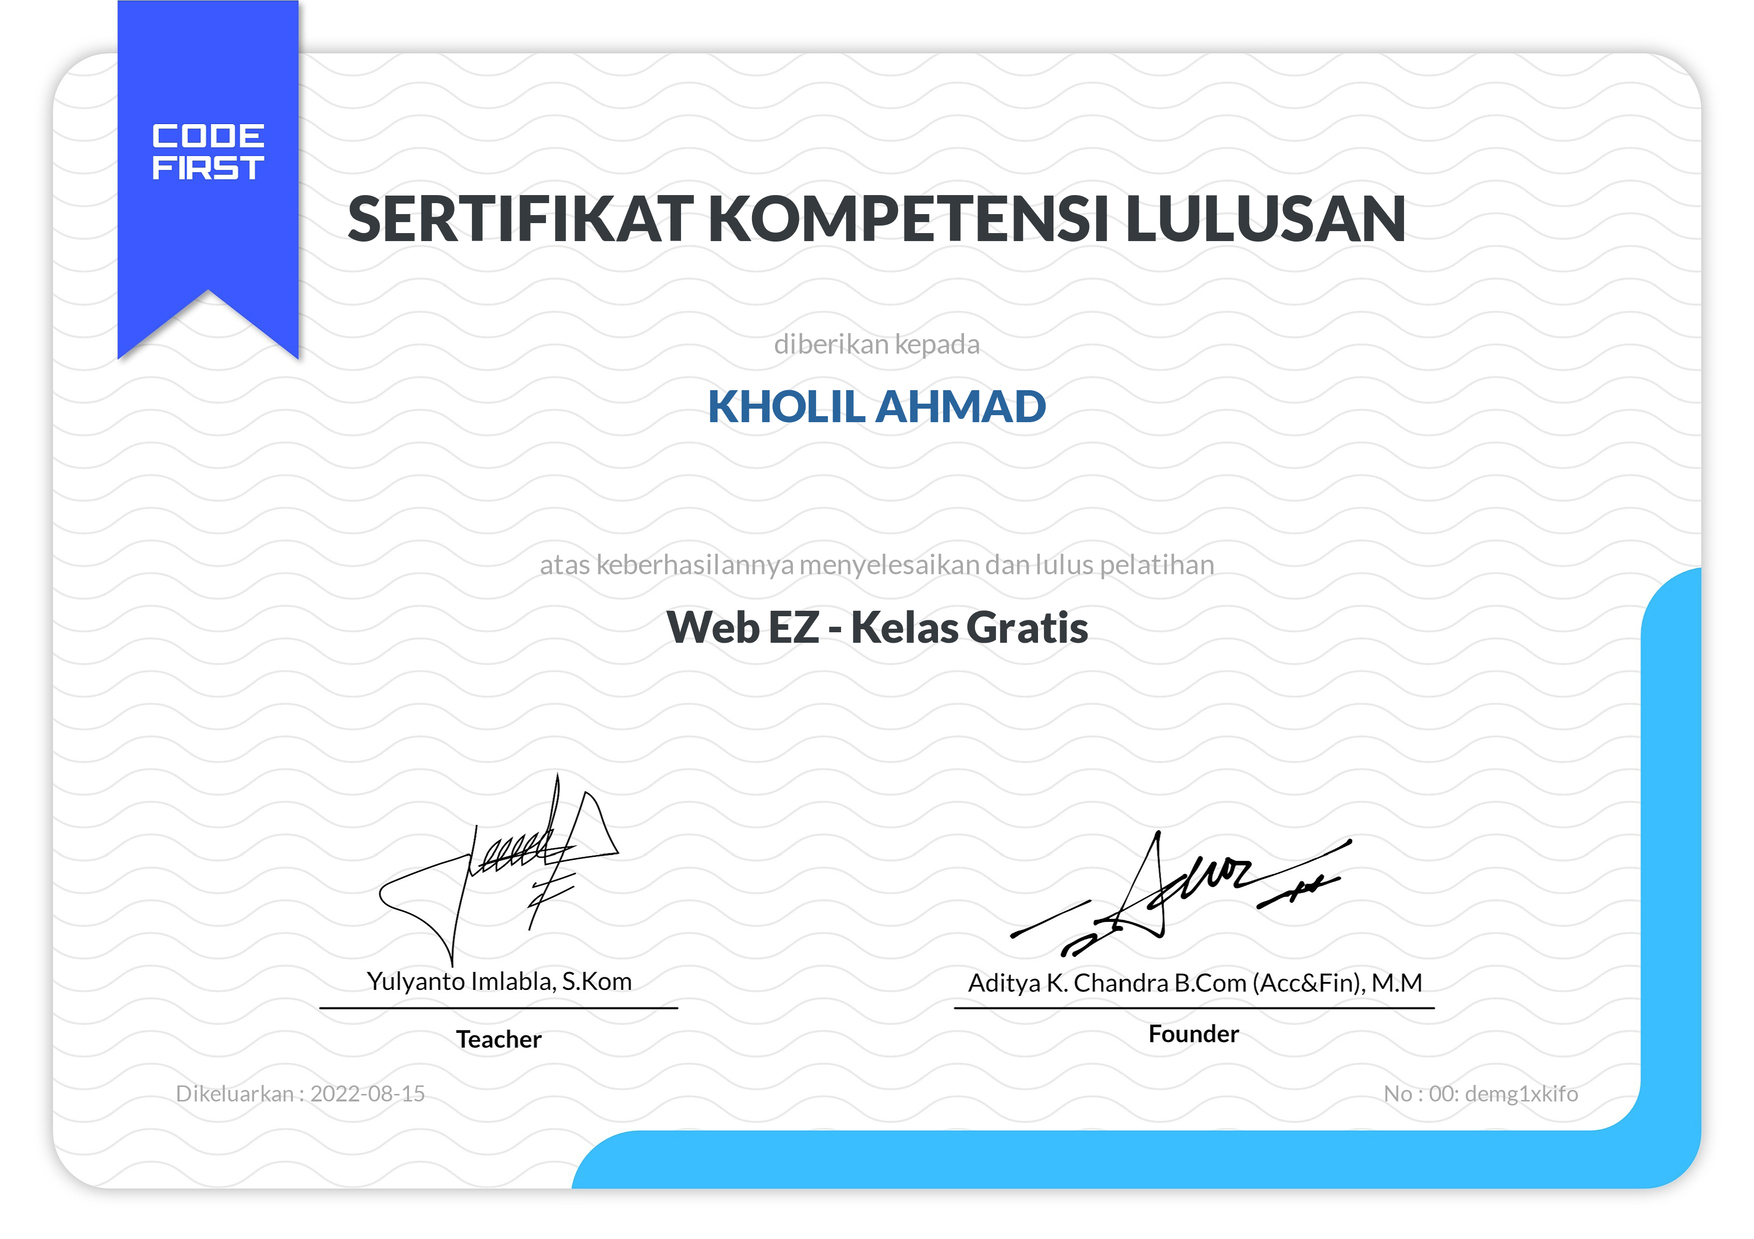 CODE
FIRST
SERTIFIKAT KOMPETENSI LULUSAN
diberikan kepada
KHOLIL AHMAD
atas keberhasilannya menyelesaikan dan lulus pelatihan
Web EZ - Kelas Gratis
Yulyanto Imlabla, S.Kom
Teacher
Aditya K. Chandra B.Com (Acc&Fin), M.M
Founder
Dikeluarkan : 2022-08-15
No : 00: demg1xkifo